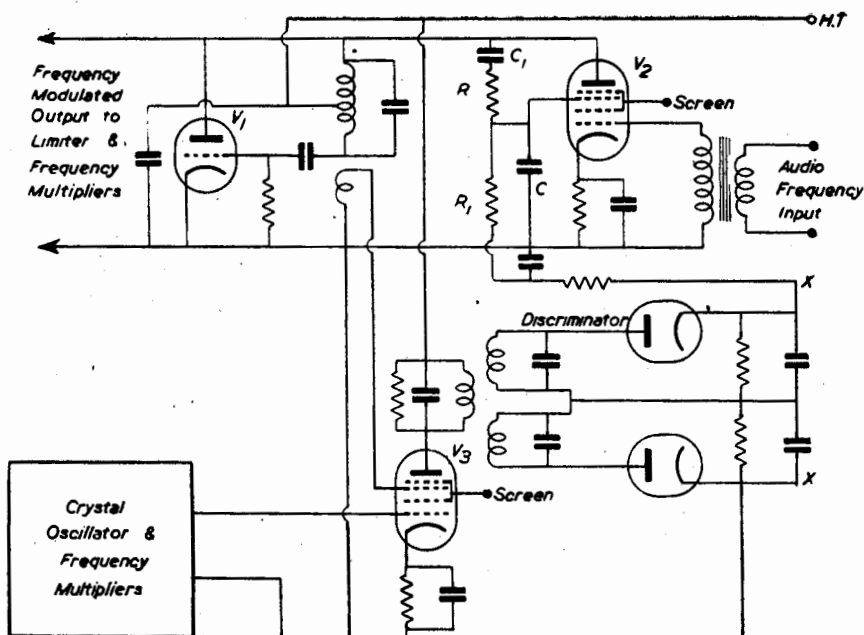 H.T
Frequency
Modulated
Output to
Limiter &
Frequency
Multipliers
V1
C1
R
V2
Screen
R1
C
Audio
Frequency
Input
X
Discriminator
V3
Screen
X
Crystal
Oscillator &
Frequency
Multipliers